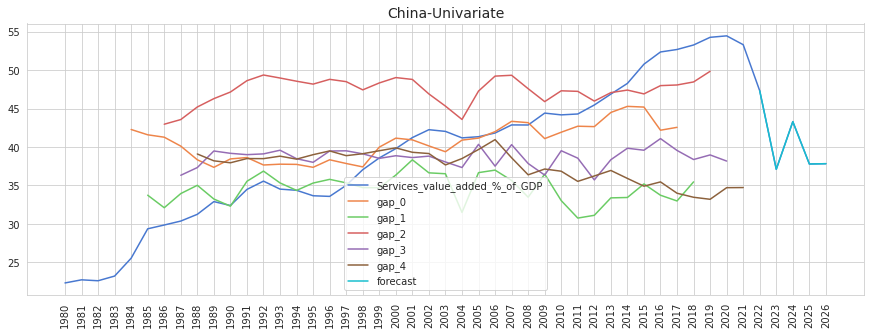 China-Univariate
55
50
45
40
35
30
25
Services_value_added_%_of_GDP
gap_0
gap_1
gap_2
gap_3
gap_4
forecast
1980 1981 1982 1983 1984 1985 1986 1987 1988 1989 1990 1991 1992 1993 1994 1995 1996 1997 1998 1999 2000 2001 2002 2003 2004 2005 2006 2007 2008 2009 2010 2011 2012 2013 2014 2015 2016 2017 2018 2019 2020 2021 2022 2023 2024 2025 2026